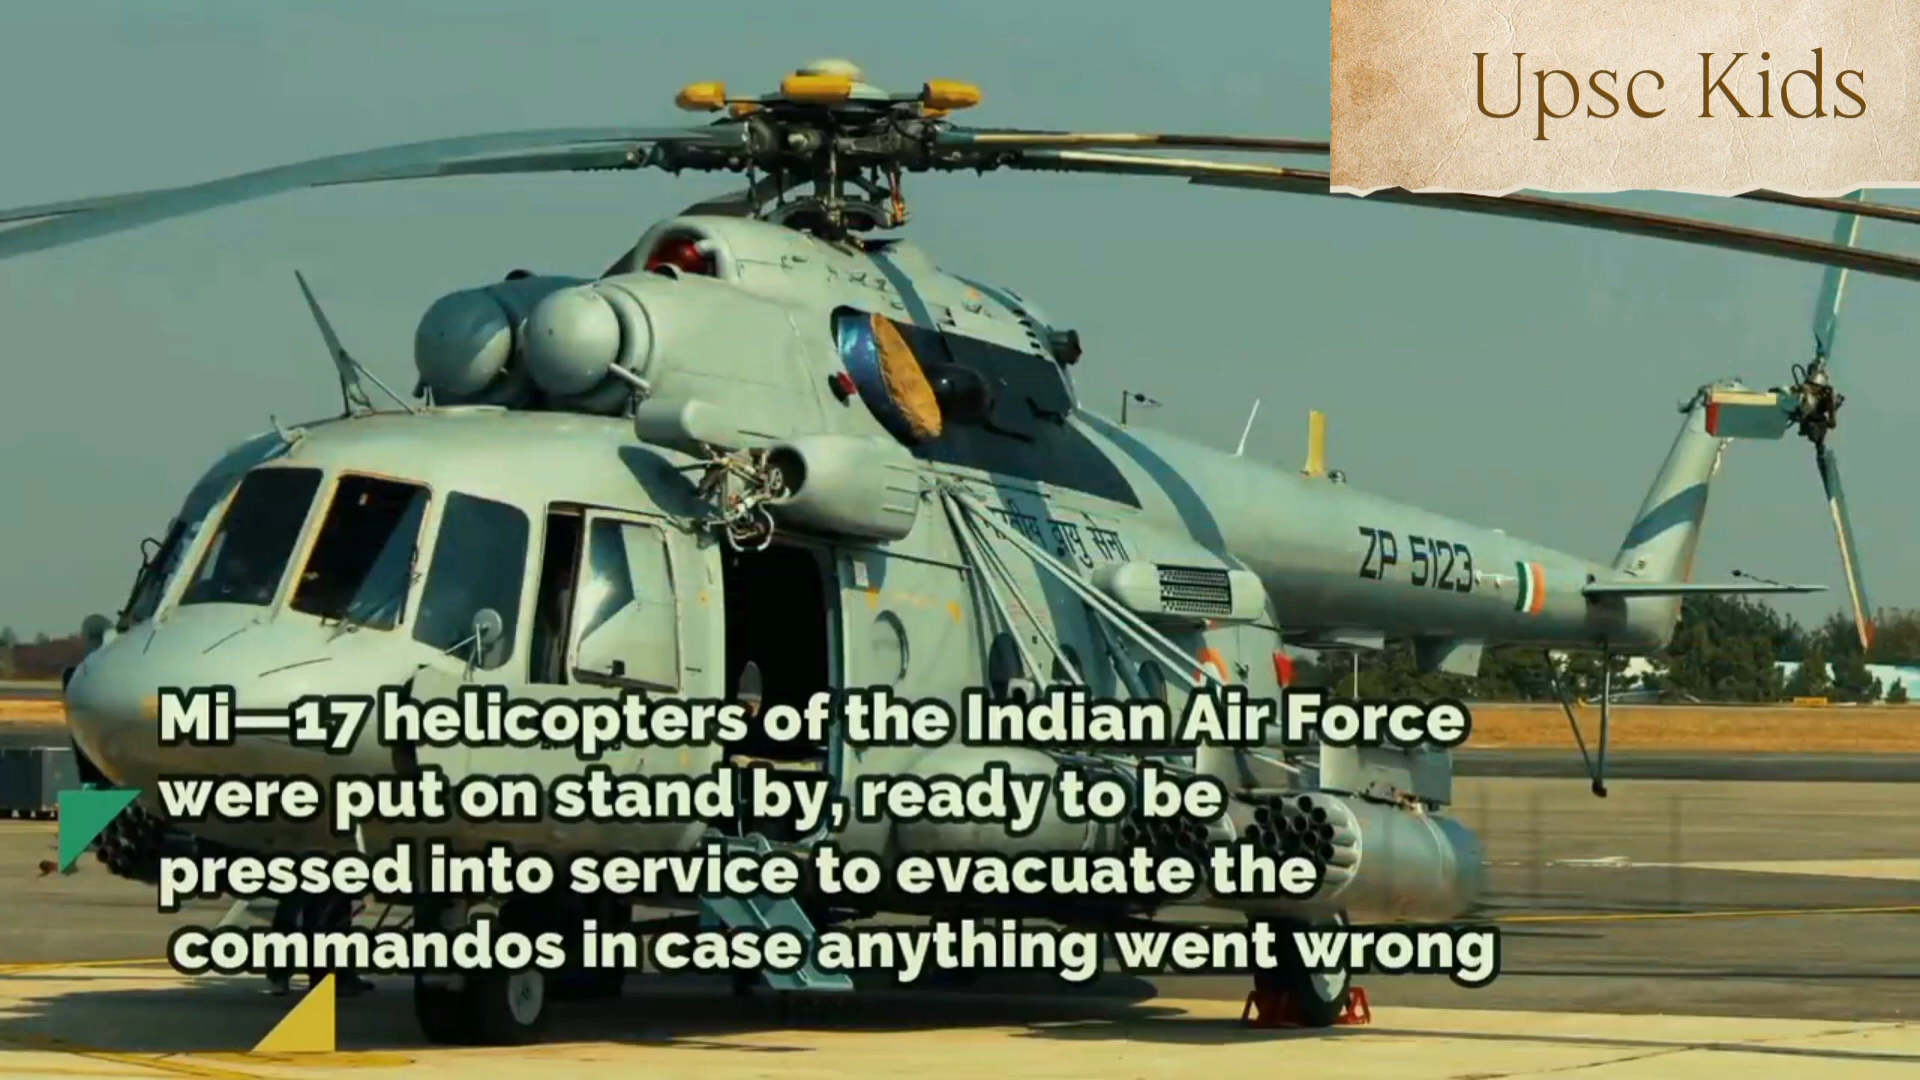 Upsc Kids
वायु सेना
ZP 5123
Mi—17 helicopters of the Indian Air Force
were put on stand by, ready to be
pressed into service to evacuate the
commandos in case anything went wrong